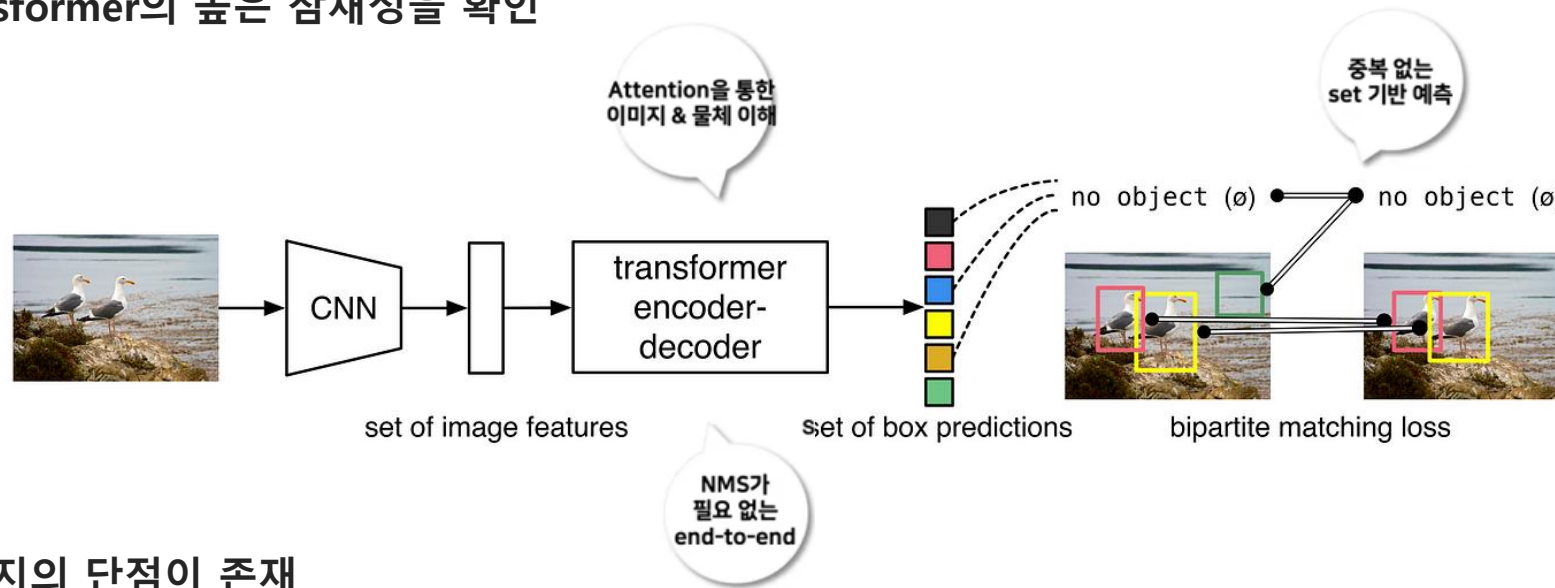 sformer의 높은 잠재성을 확인
Attention을 통한
이미지 & 물체 이해
중복 없는
set 기반 예측
no object (ø)
no object (ø
CNN
transformer
encoder-
decoder
set of image features
set of box predictions
bipartite matching loss
NMS가
필요 없는
end-to-end
지의 단점이 존재